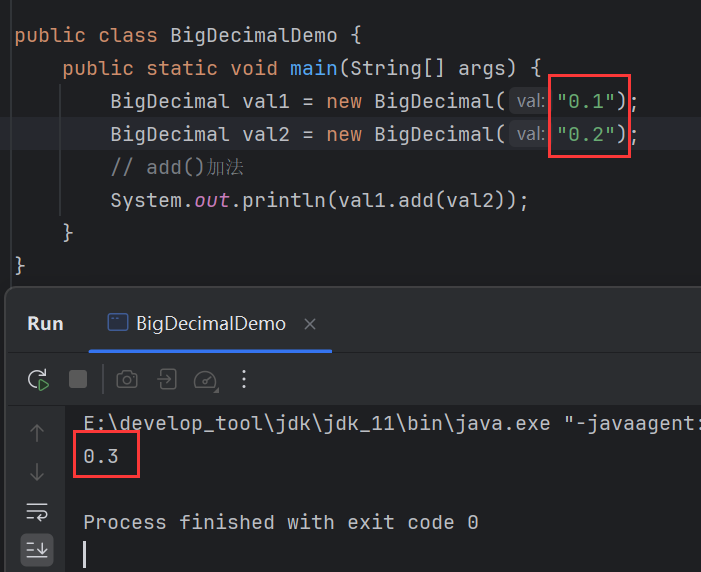 public class BigDecimalDemo {
public static void main(String[] args) {
BigDecimal val1 = new BigDecimal( val: "0.1");
BigDecimal val2 = new BigDecimal( val: "0.2");
// add()加法
System.out.println(val1.add(val2));
}
}
Run BigDecimalDemo ×
E:\develop_tool\jdk\jdk_11\bin\java.exe "-javaagent:
0.3
Process finished with exit code 0